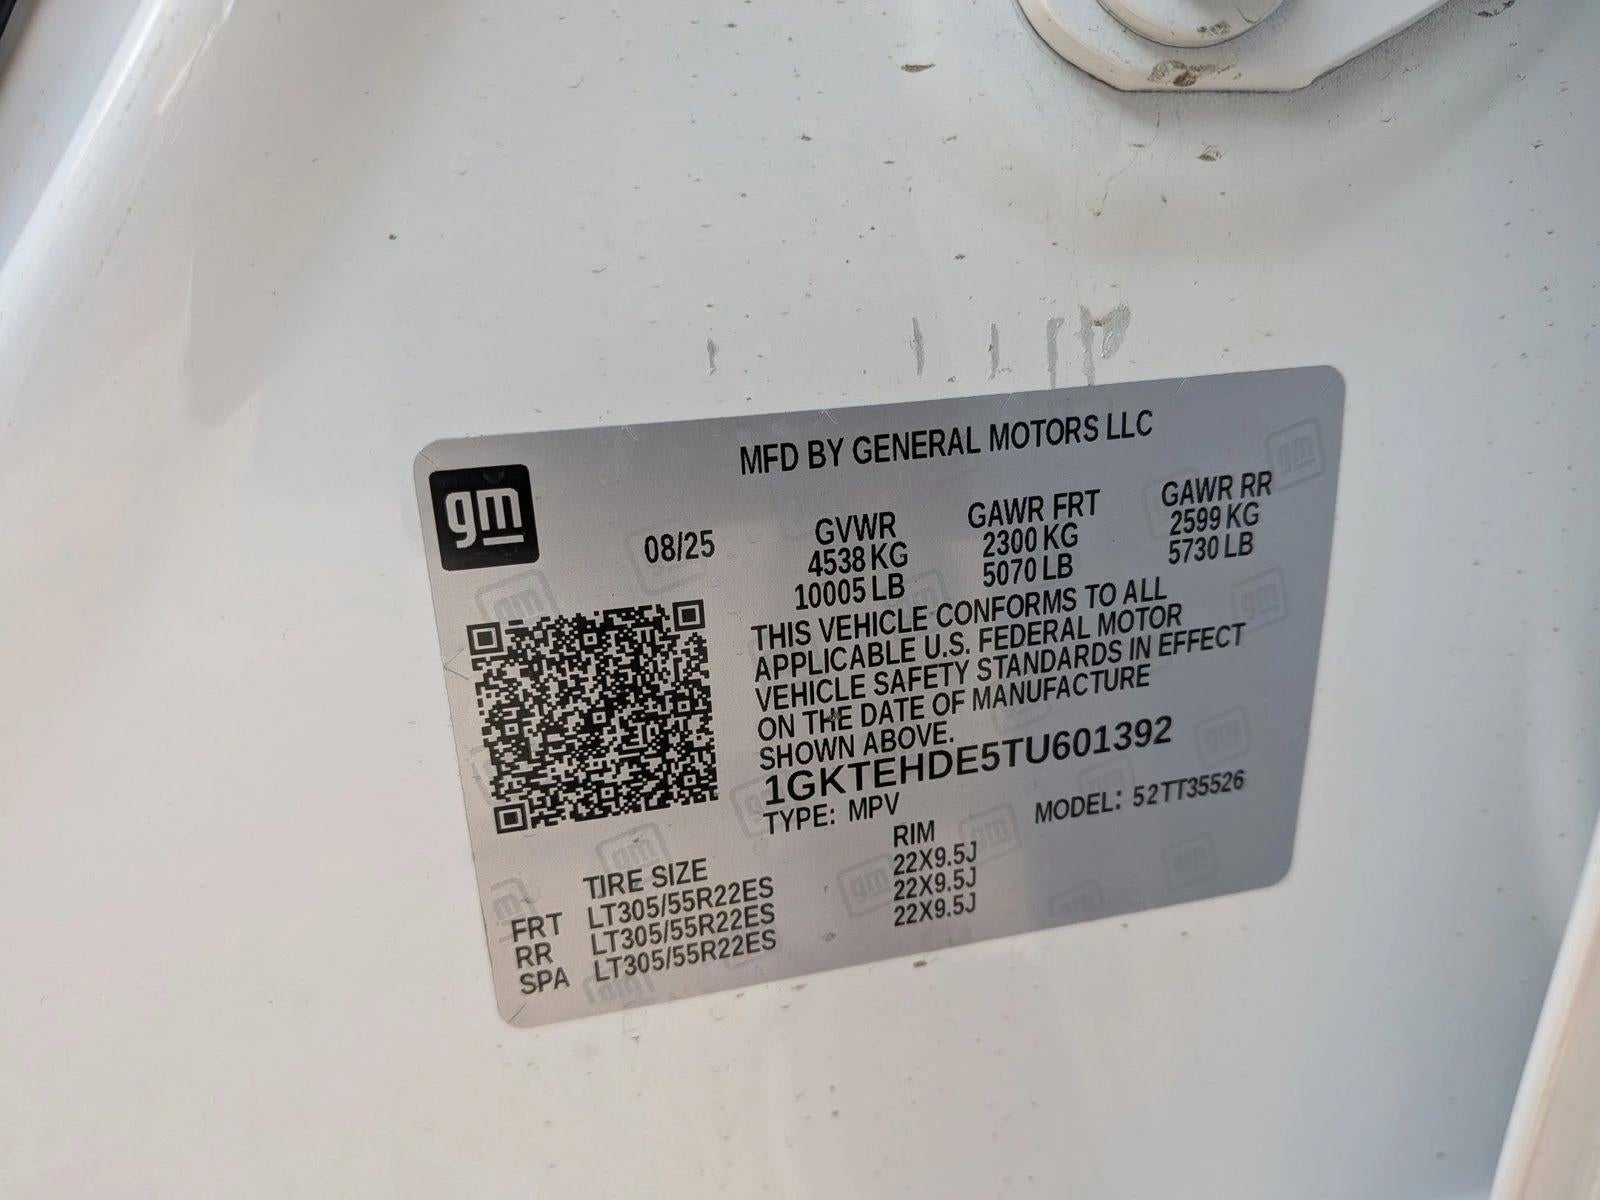 MFD BY GENERAL MOTORS LLC
gm
08/25
GVWR
4538 KG
10005 LB
GAWR FRT
2300 KG
5070 LB
GAWR RR
2599 KG
5730 LB
THIS VEHICLE CONFORMS TO ALL
APPLICABLE U.S. FEDERAL MOTOR
VEHICLE SAFETY STANDARDS IN EFFECT
ON THE DATE OF MANUFACTURE
SHOWN ABOVE.
1GKTEHDE5TU601392
TYPE: MPV
MODEL: 52TT35526
TIRE SIZE RIM
FRT LT305/55R22ES 22X9.5J
RR LT305/55R22ES 22X9.5J
SPA LT305/55R22ES 22X9.5J